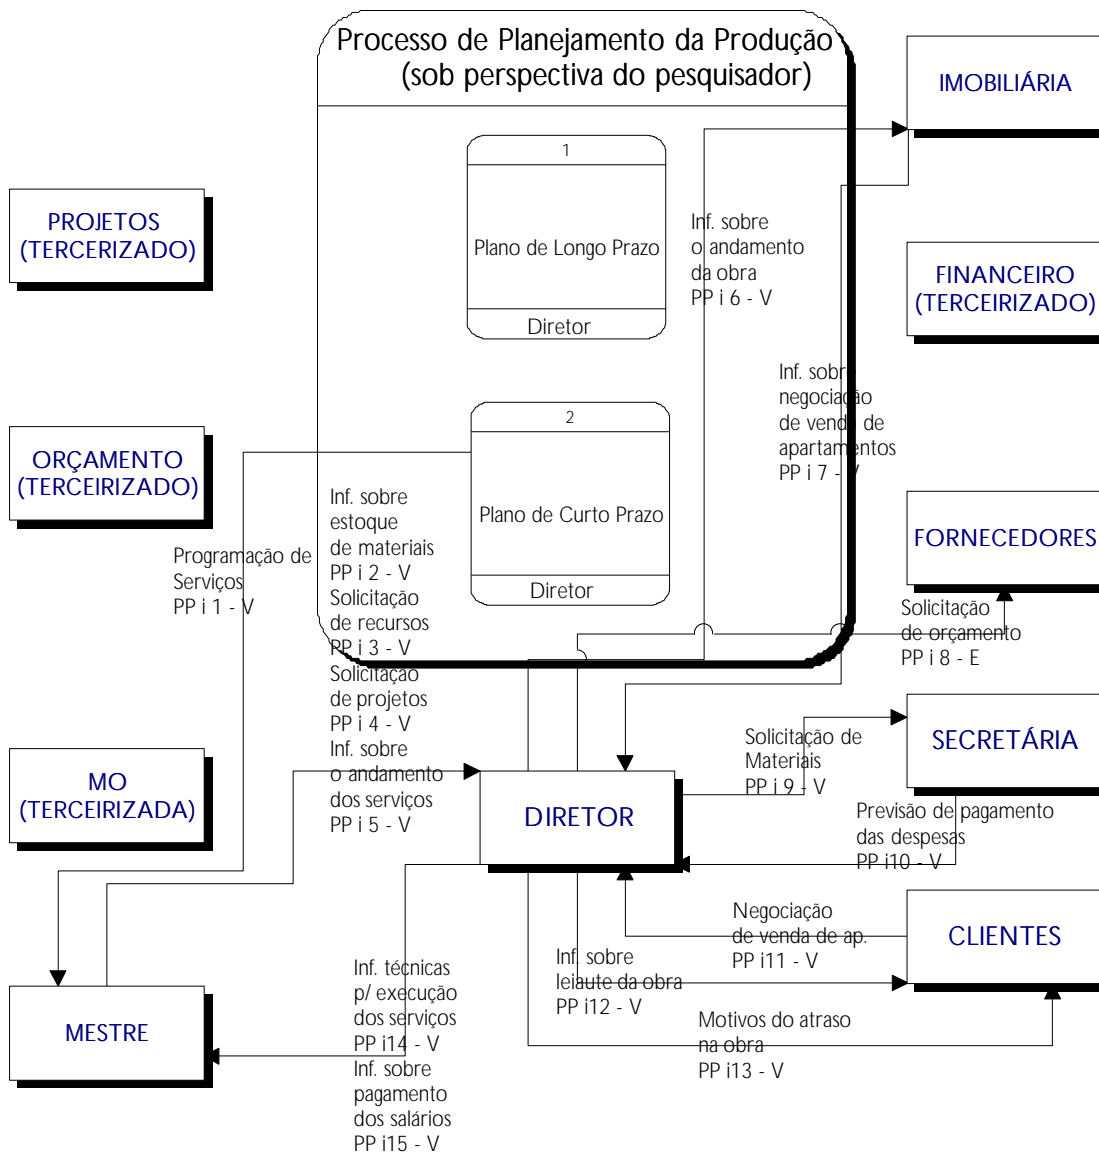 Processo de Planejamento da Produção
(sob perspectiva do pesquisador)
IMOBILIÁRIA
1
Plano de Longo Prazo
Diretor
PROJETOS
(TERCERIZADO)
Inf. sobre
o andamento
da obra
PP i 6 - V
FINANCEIRO
(TERCEIRIZADO)
Inf. sobre
negociação
de venda de
apartamentos
PP i 7 - V
2
Plano de Curto Prazo
Diretor
ORÇAMENTO
(TERCEIRIZADO)
Programação de
Serviços
PP i 1 - V
Inf. sobre
estoque
de materiais
PP i 2 - V
Solicitação
de recursos
PP i 3 - V
Solicitação
de projetos
PP i 4 - V
Inf. sobre
o andamento
dos serviços
PP i 5 - V
FORNECEDORES
Solicitação
de orçamento
PP i 8 - E
MO
(TERCEIRIZADA)
DIRETOR
Solicitação de
Materiais
PP i 9 - V
SECRETÁRIA
Previsão de pagamento
das despesas
PP i10 - V
Negociação
de venda de ap.
PP i11 - V
CLIENTES
Inf. sobre
leiaute da obra
PP i12 - V
Motivos do atraso
na obra
PP i13 - V
MESTRE
Inf. técnicas
p/ execução
dos serviços
PP i14 - V
Inf. sobre
pagamento
dos salários
PP i15 - V